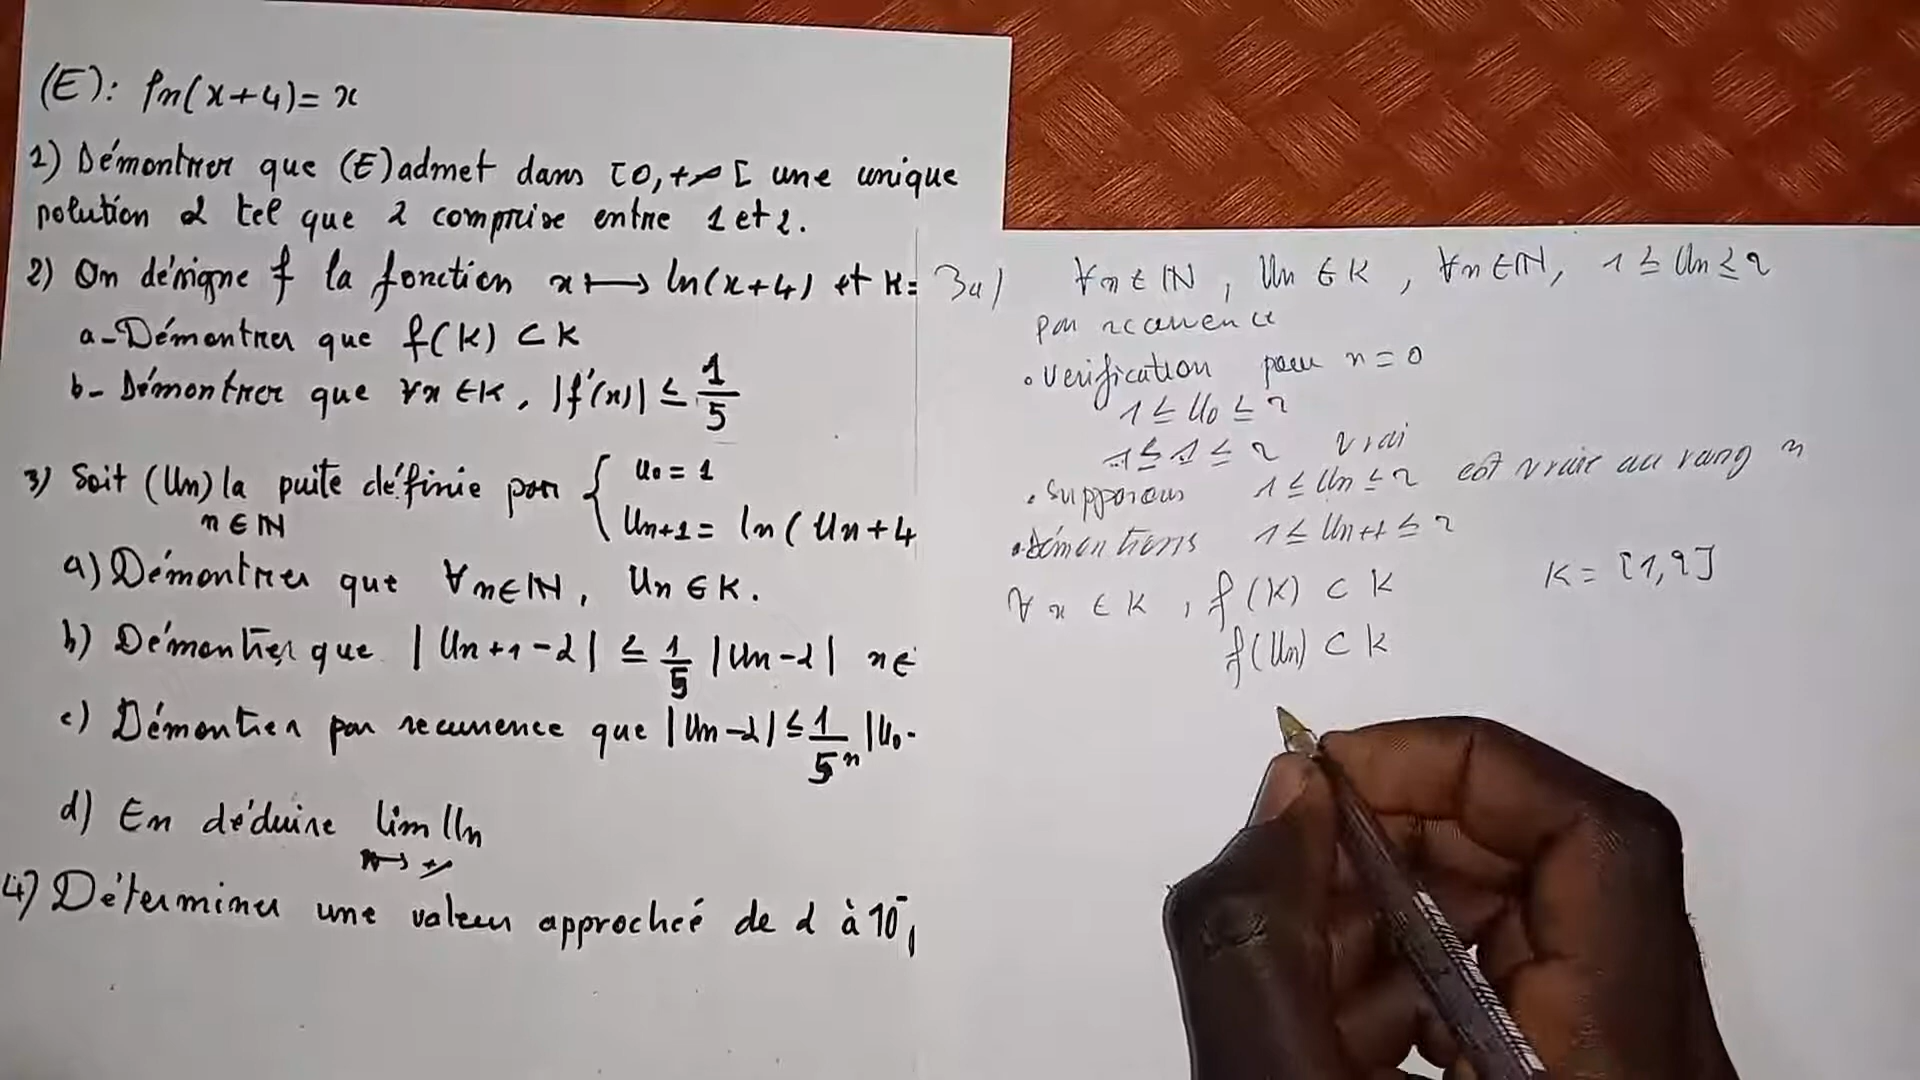 (E): ln(x+4)= x
1) Démontrer que (E) admet dans [0,+∞[ une unique
solution α tel que α comprise entre 1 et 2.
2) On désigne f la fonction x ⟼ ln(x+4) et K=
a-Démontrer que f(K) ⊂ K
b- Démontrer que ∀x ∈ K, |f'(x)| ≤ 1/5
3) Soit (Un) n∈ℕ la suite définie par { U0 = 1
Un+1 = ln(Un+4
a) Démontrer que ∀n∈ℕ, Un ∈ K.
b) Démontrer que |Un+1-α| ≤ 1/5 |Un-α| n∈
c) Démontrer par recurrence que |Un-α| ≤ 1/5^n |U0-
d) En déduire lim Un
n→+∞
4) Déterminer une valeur approcheé de α à 10^-
3a) ∀n∈ℕ, Un ∈ K, ∀n∈ℕ, 1 ≤ Un ≤ 2
par recurrence
• verification pour n=0
1 ≤ U0 ≤ 2
1 ≤ 1 ≤ 2 vrai
• supposons 1 ≤ Un ≤ 2 est vraie au rang n
• démontrons 1 ≤ Un+1 ≤ 2
∀x ∈ K, f(K) ⊂ K K= [1,2]
f(Un) ⊂ K